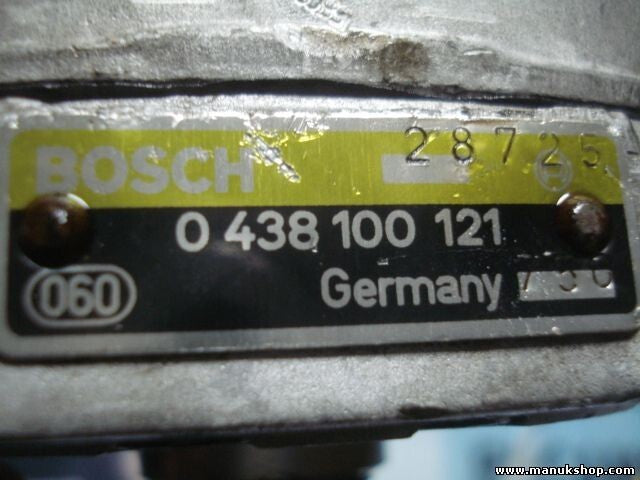 BOSCH 28725
0 438 100 121
060 Germany
www.manukshop.com